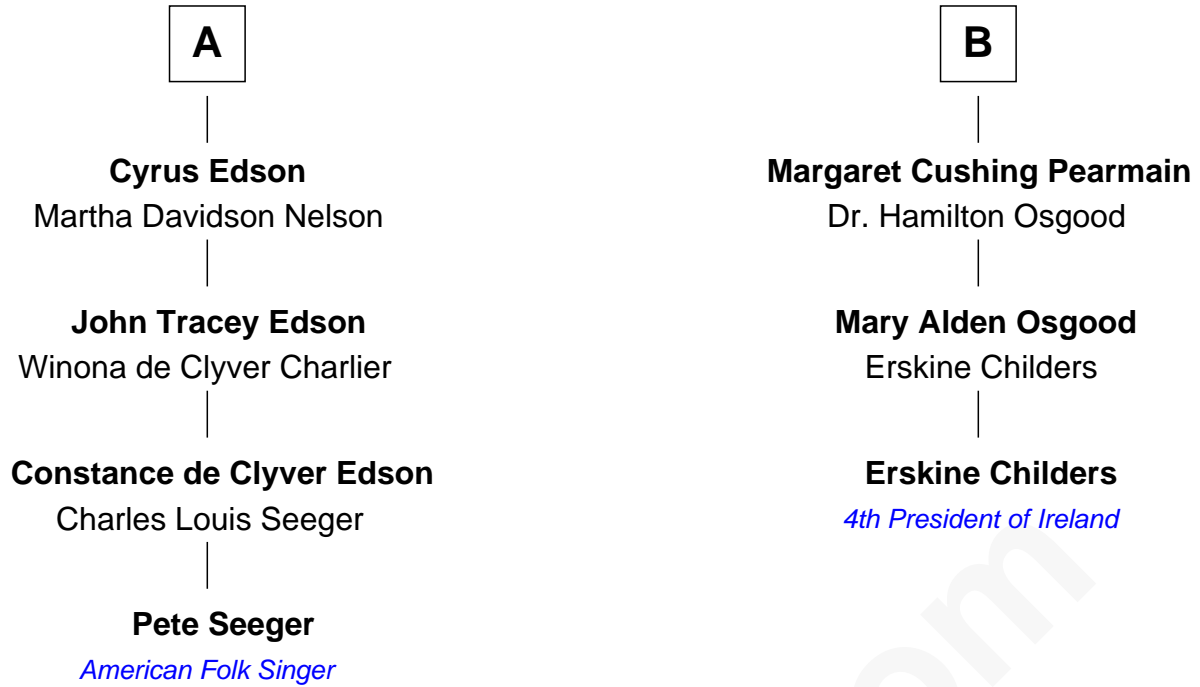 A
Cyrus Edson
Martha Davidson Nelson
John Tracey Edson
Winona de Clyver Charlier
Constance de Clyver Edson
Charles Louis Seeger
Pete Seeger
American Folk Singer
B
Margaret Cushing Pearmain
Dr. Hamilton Osgood
Mary Alden Osgood
Erskine Childers
Erskine Childers
4th President of Ireland
om